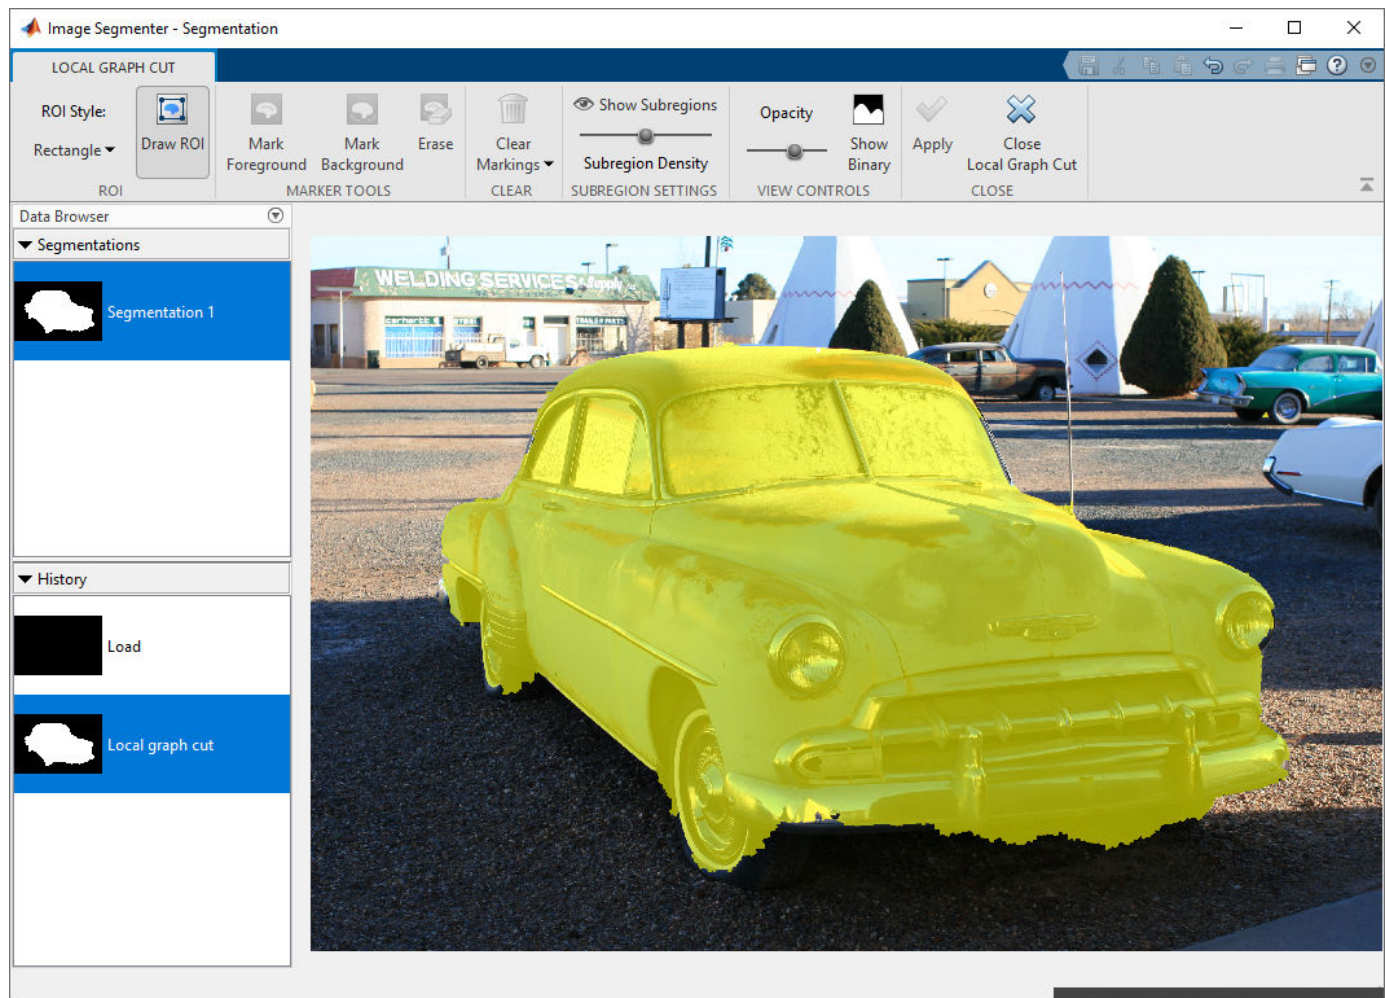 Image Segmenter - Segmentation
LOCAL GRAPH CUT
ROI Style:
Rectangle
Draw ROI
Mark Foreground
Mark Background
Erase
Clear Markings
Show Subregions
Subregion Density
Opacity
Show Binary
Apply
Close Local Graph Cut
ROI
MARKER TOOLS
CLEAR
SUBREGION SETTINGS
VIEW CONTROLS
CLOSE
Data Browser
Segmentations
Segmentation 1
History
Load
Local graph cut
WELDING SERVICES & Supply